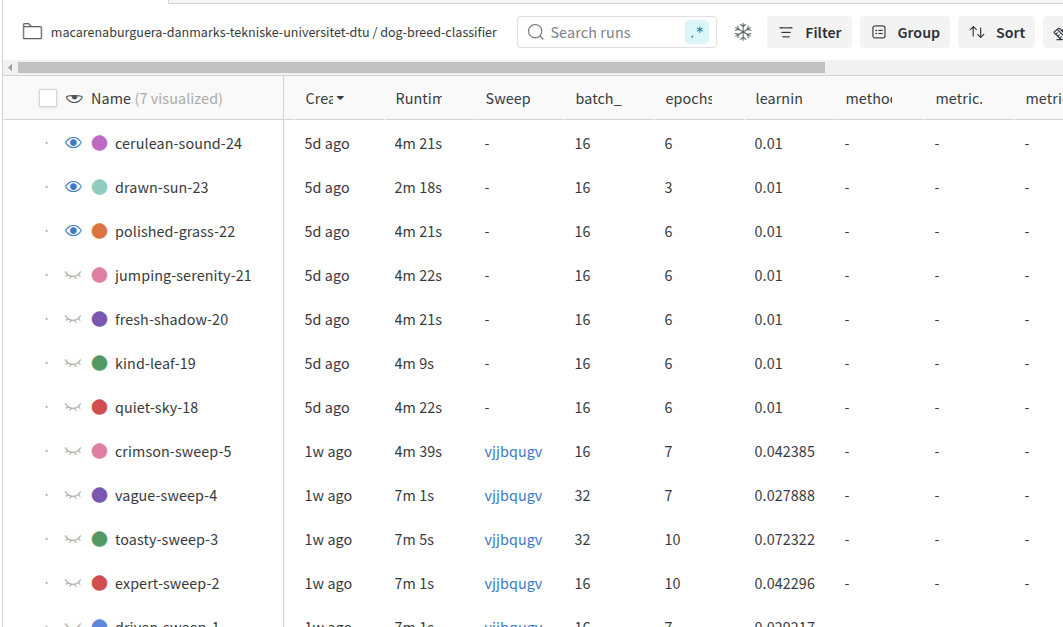 macarenaburguera-danmarks-tekniske-universitet-dtu / dog-breed-classifier Search runs .* Filter Group Sort
Name (7 visualized) Crea Runtim Sweep batch_ epochs learnin method metric. metri
cerulean-sound-24 5d ago 4m 21s - 16 6 0.01 - - -
drawn-sun-23 5d ago 2m 18s - 16 3 0.01 - - -
polished-grass-22 5d ago 4m 21s - 16 6 0.01 - - -
jumping-serenity-21 5d ago 4m 22s - 16 6 0.01 - - -
fresh-shadow-20 5d ago 4m 21s - 16 6 0.01 - - -
kind-leaf-19 5d ago 4m 9s - 16 6 0.01 - - -
quiet-sky-18 5d ago 4m 22s - 16 6 0.01 - - -
crimson-sweep-5 1w ago 4m 39s vjjbqugv 16 7 0.042385 - - -
vague-sweep-4 1w ago 7m 1s vjjbqugv 32 7 0.027888 - - -
toasty-sweep-3 1w ago 7m 5s vjjbqugv 32 10 0.072322 - - -
expert-sweep-2 1w ago 7m 1s vjjbqugv 16 10 0.042296 - - -
driven-sweep-1 1w ago 7m 1s vjjbqugv 16 7